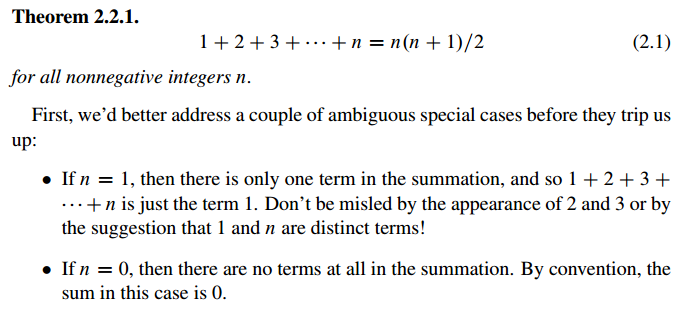 Theorem 2.2.1.
1 + 2 + 3 + ⋯ + n = n(n + 1)/2 (2.1)
for all nonnegative integers n.
First, we’d better address a couple of ambiguous special cases before they trip us
up:
• If n = 1, then there is only one term in the summation, and so 1 + 2 + 3 +
⋯ + n is just the term 1. Don’t be misled by the appearance of 2 and 3 or by
the suggestion that 1 and n are distinct terms!
• If n = 0, then there are no terms at all in the summation. By convention, the
sum in this case is 0.